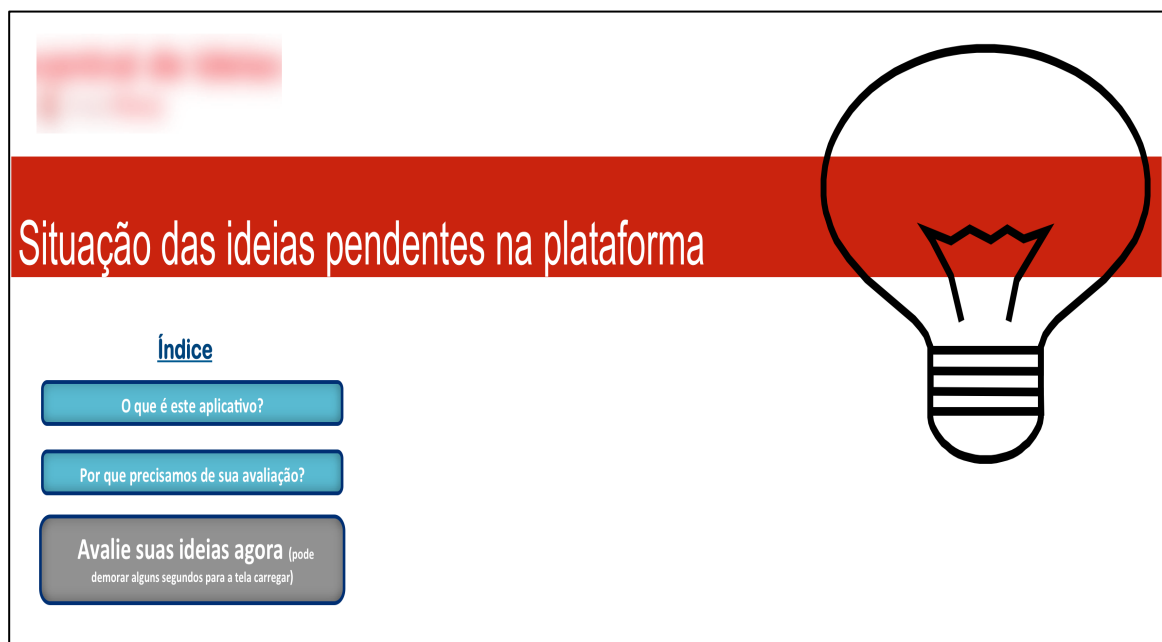 Situação das ideias pendentes na plataforma
Índice
O que é este aplicativo?
Por que precisamos de sua avaliação?
Avalie suas ideias agora (pode
demorar alguns segundos para a tela carregar)